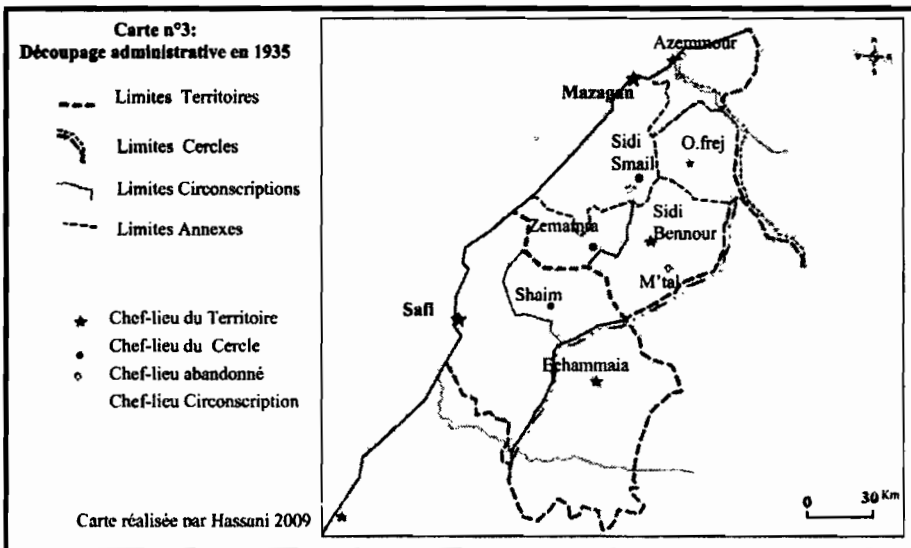 Carte n°3:
Découpage administrative en 1935
Limites Territoires
Limites Cercles
Limites Circonscriptions
Limites Annexes
Chef-lieu du Territoire
Chef-lieu du Cercle
Chef-lieu abandonné
Chef-lieu Circonscription
Carte réalisée par Hassuni 2009
Azemmour
Mazagan
O.frej
Sidi
Smail
Zemamra
Sidi
Bennour
M'tal
Shaim
Safi
Echammaia
0 30 Km